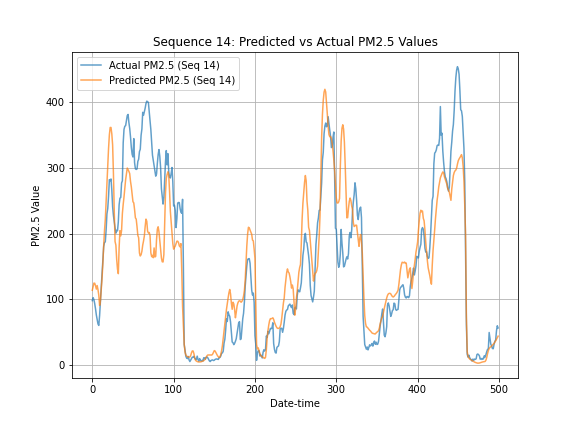 Sequence 14: Predicted vs Actual PM2.5 Values
Actual PM2.5 (Seq 14)
Predicted PM2.5 (Seq 14)
PM2.5 Value
400
300
200
100
0
0 100 200 300 400 500
Date-time